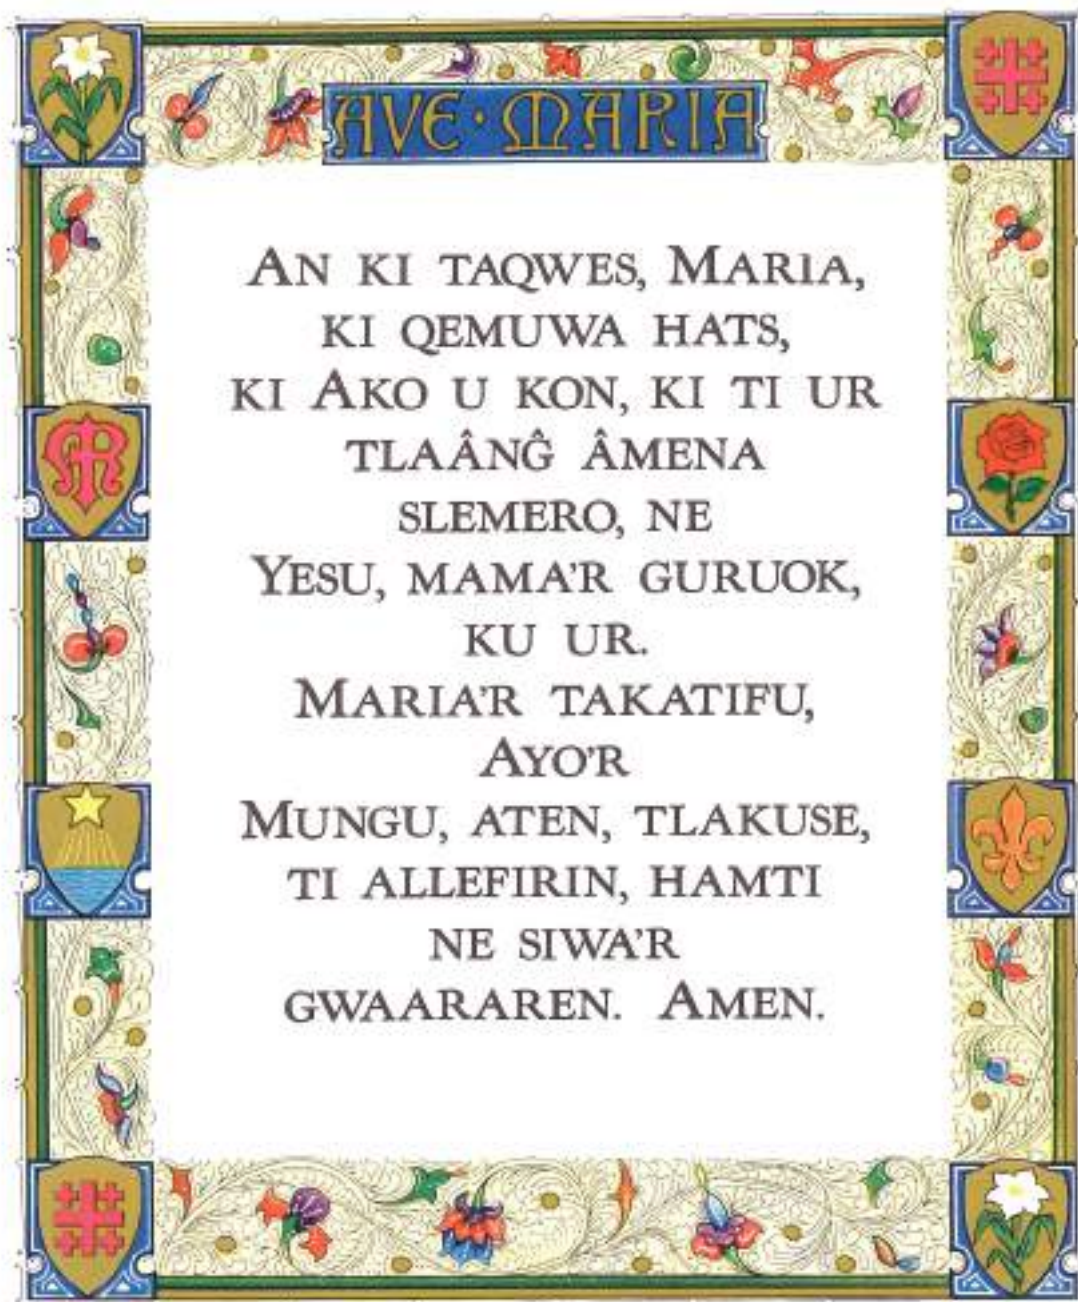 AVE · MARIA
AN KI TAQWES, MARIA,
KI QEMUWA HATS,
KI AKO U KON, KI TI UR
TLAÂNĜ ÂMENA
SLEMERO, NE
YESU, MAMA'R GURUOK,
KU UR.
MARIA'R TAKATIFU,
AYO'R
MUNGU, ATEN, TLAKUSE,
TI ALLEFIRIN, HAMTI
NE SIWA'R
GWAARAREN. AMEN.